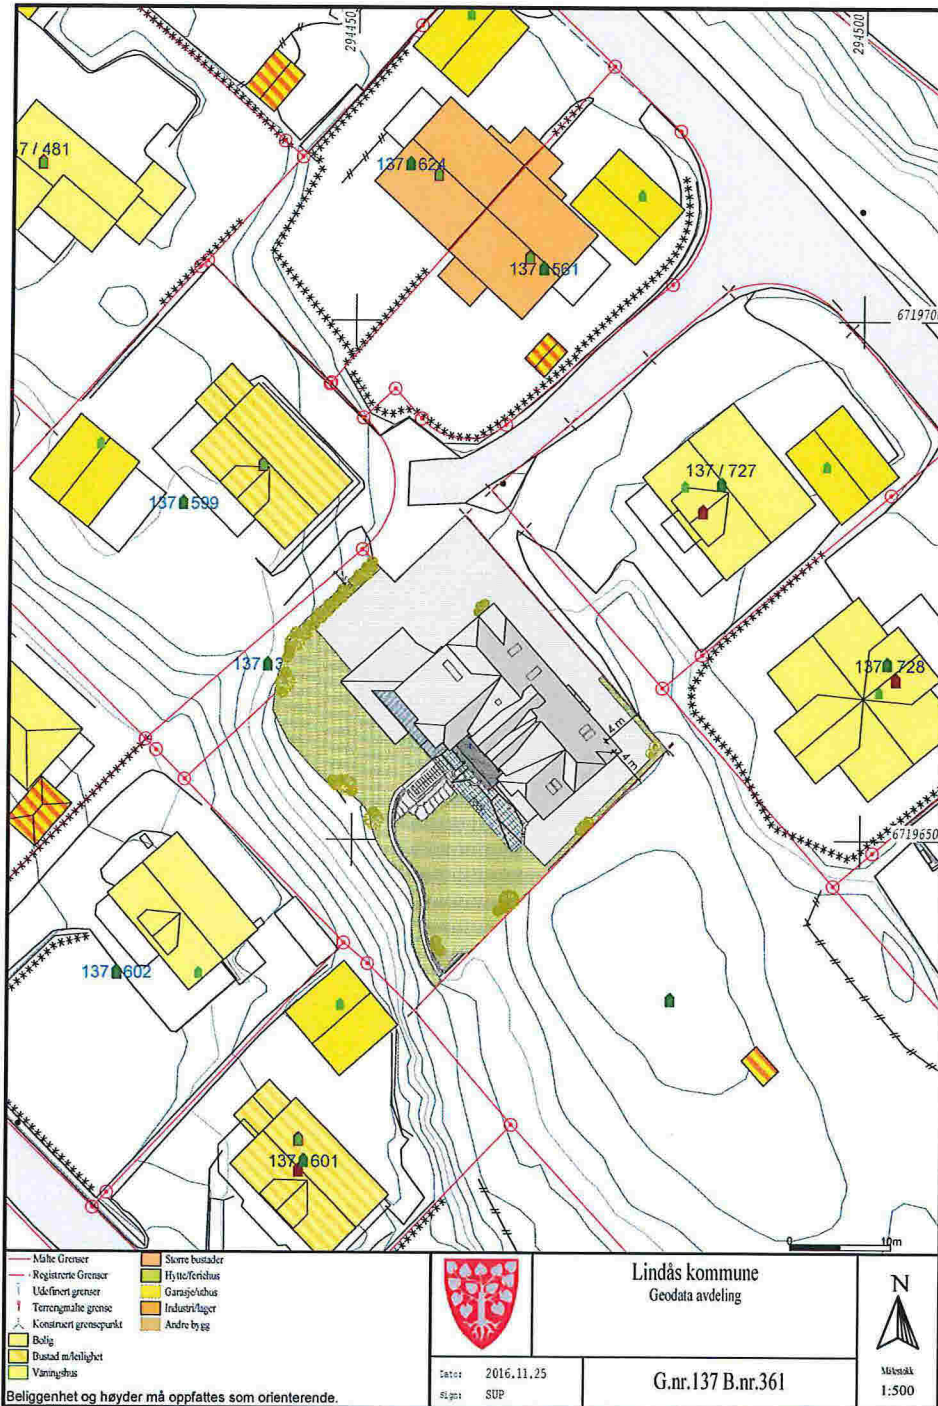 294450
294500
7 / 481
137 624
137 561
6719700
137 / 727
137 599
137 3
137 728
4 m
4 m
6719650
137 602
137 601
10m
Målte Grenser
Registrerte Grenser
Udefinert grenser
Terrengmålte grense
Konstruert grensepunkt
Bolig
Bustad m/leilighet
Våningshus
Større bustader
Hytte/feriehus
Garasje/uthus
Industri/lager
Andre bygg
Beliggenhet og høyder må oppfattes som orienterende.
Lindås kommune
Geodata avdeling
Dato: 2016.11.25
Sign: SUP
G.nr.137 B.nr.361
N
Målestokk
1:500